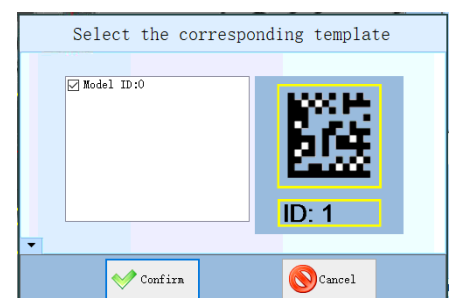 Select the corresponding template
Model ID:0
ID: 1
Confirm
Cancel